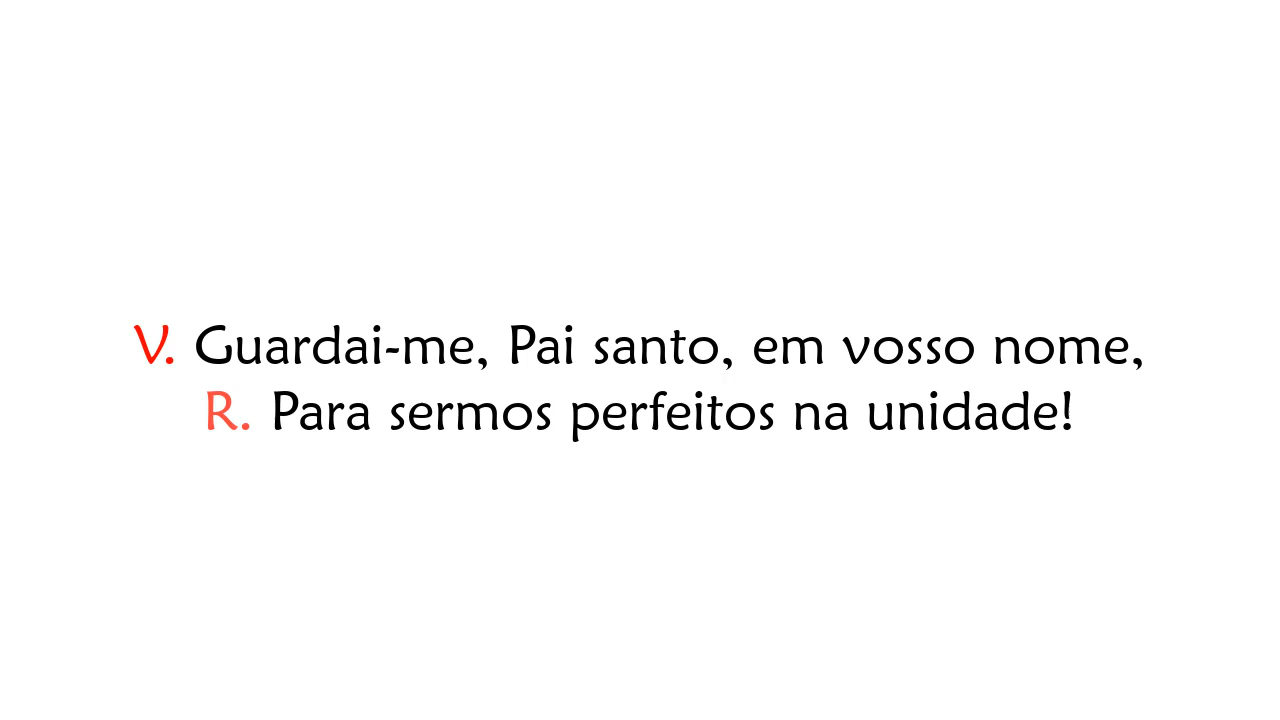 V. Guardai-me, Pai santo, em vosso nome,
R. Para sermos perfeitos na unidade!